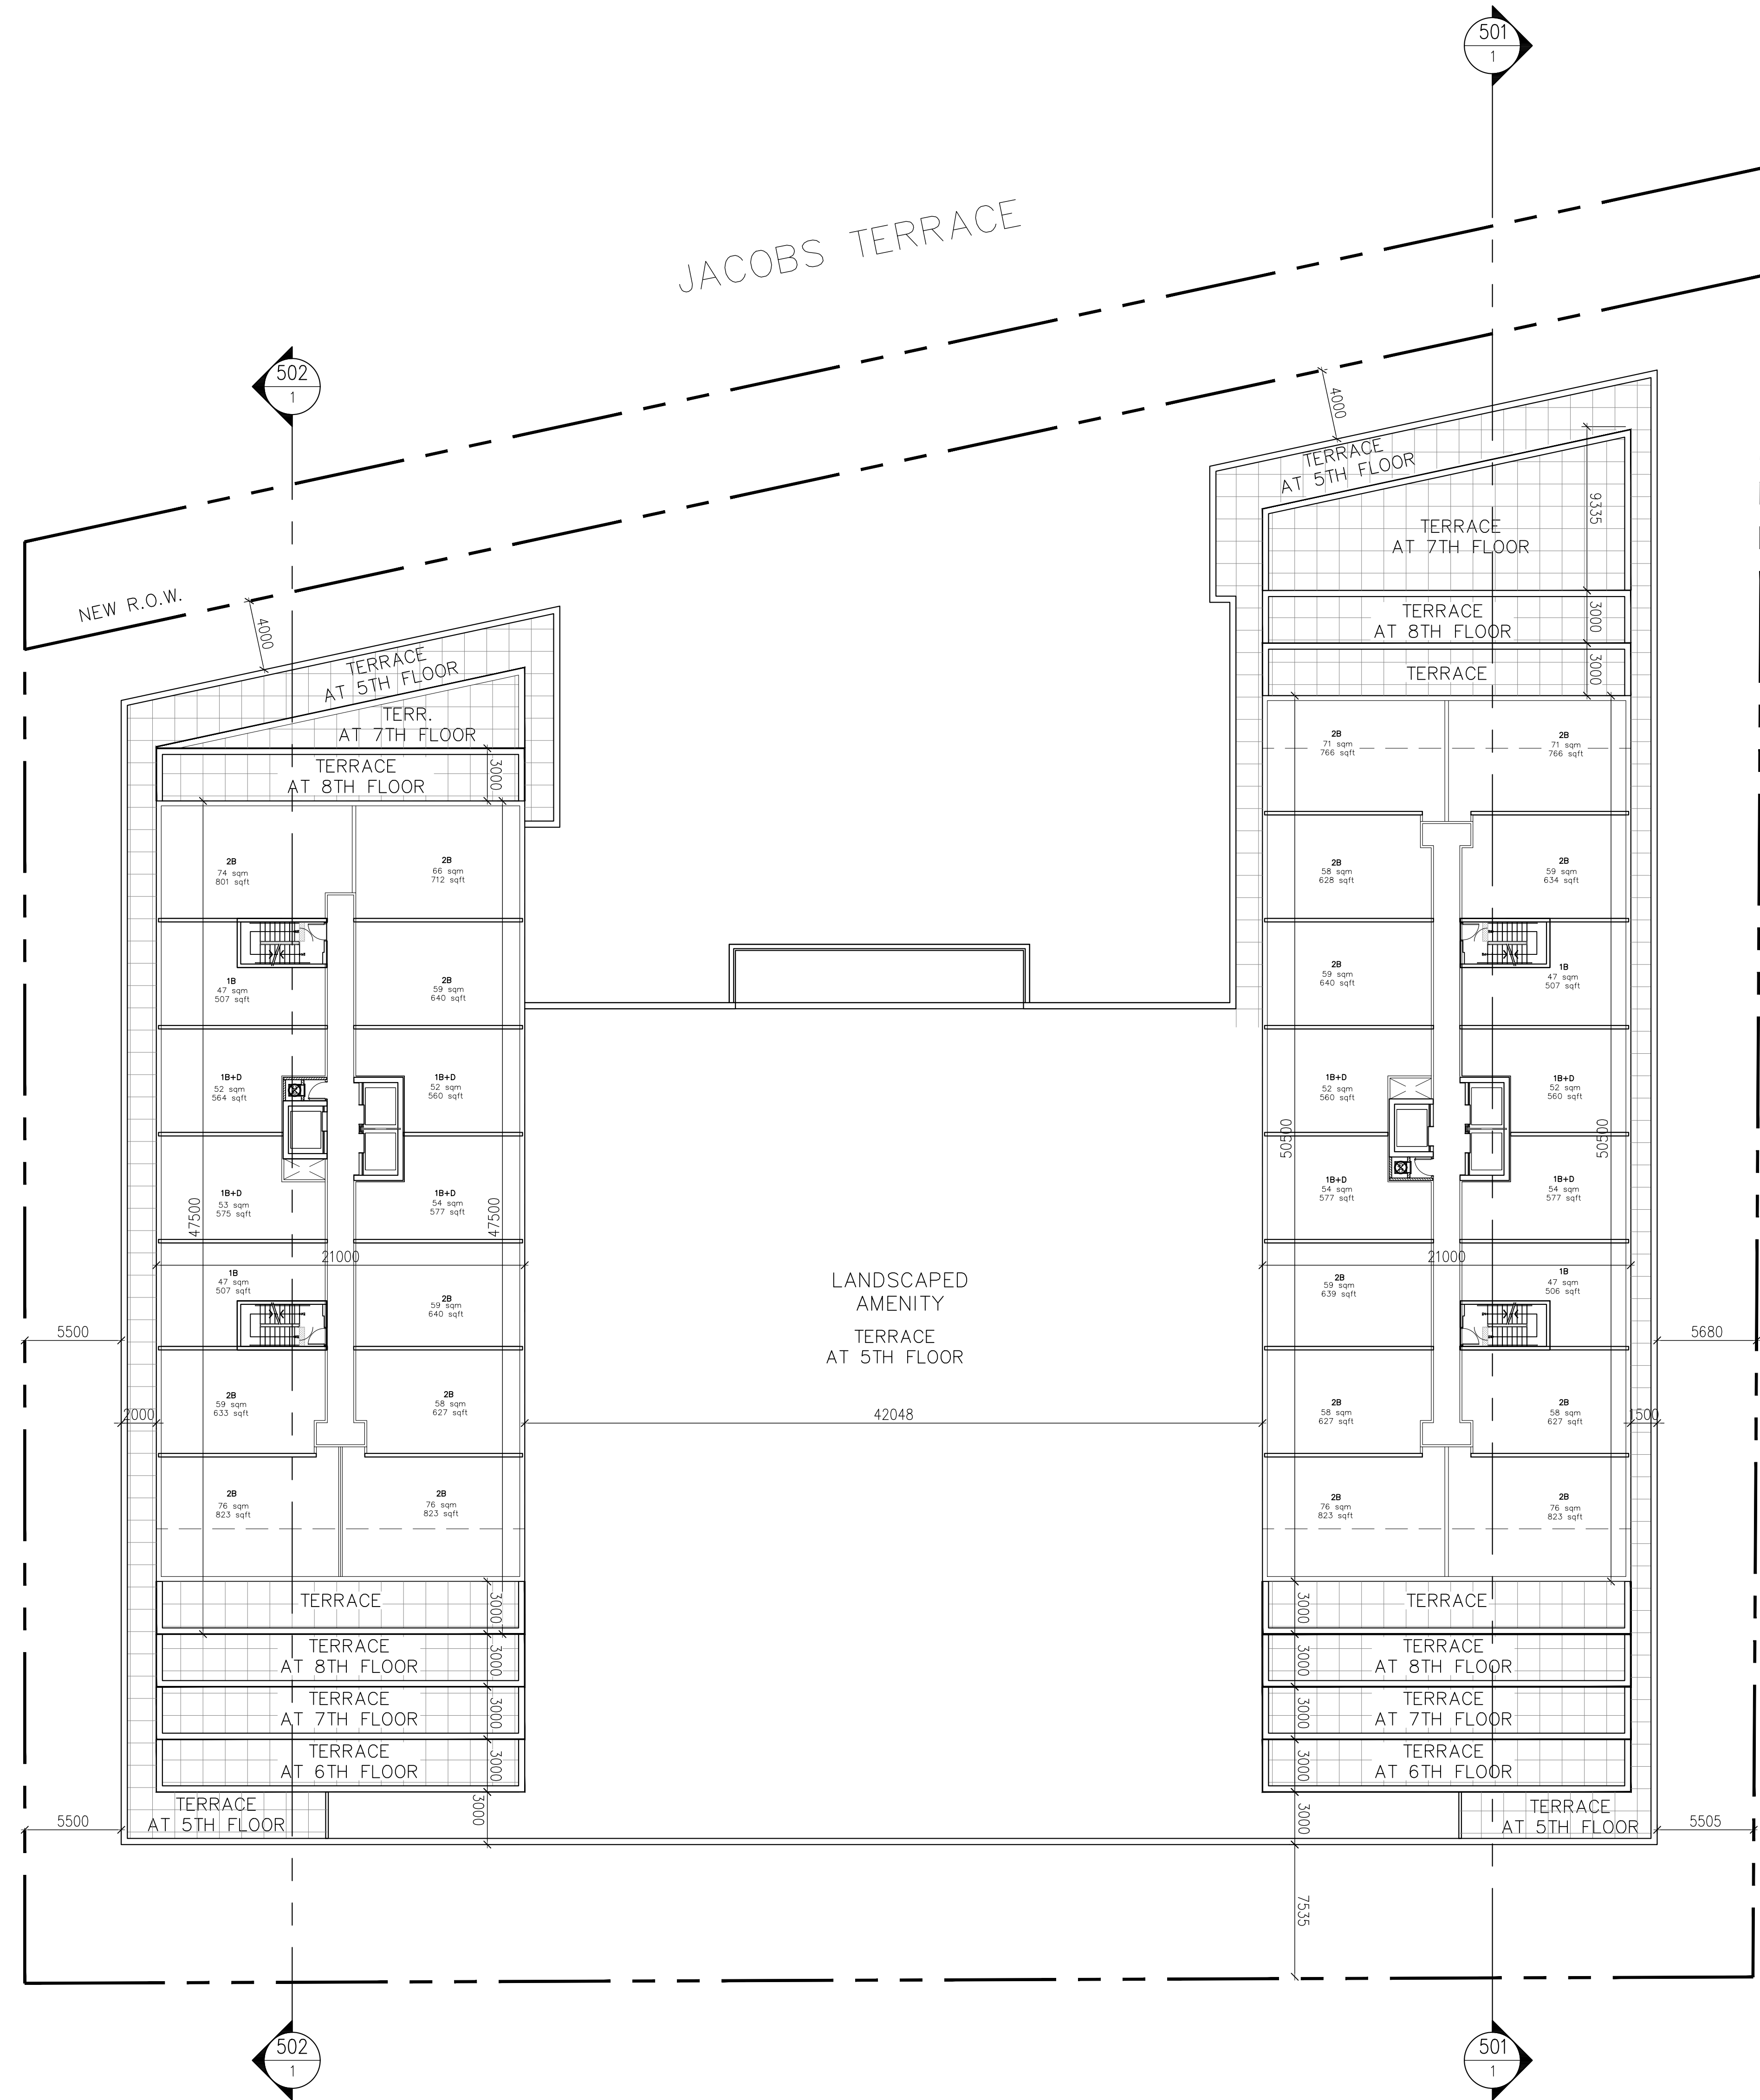 501
1
JACOBS TERRACE
502
1
NEW R.O.W.
4000
4000
TERRACE
AT 5TH FLOOR
TERRACE
AT 7TH FLOOR
9335
TERRACE
AT 8TH FLOOR
3000
TERRACE
3000
TERRACE
AT 5TH FLOOR
TERR.
AT 7TH FLOOR
TERRACE
AT 8TH FLOOR
3000
2B
74 sqm
801 sqft
2B
66 sqm
712 sqft
1B
47 sqm
507 sqft
2B
59 sqm
640 sqft
1B+D
52 sqm
564 sqft
1B+D
52 sqm
560 sqft
1B+D
53 sqm
575 sqft
1B+D
54 sqm
577 sqft
47500
47500
21000
1B
47 sqm
507 sqft
2B
59 sqm
640 sqft
2B
59 sqm
633 sqft
2B
58 sqm
627 sqft
2B
76 sqm
823 sqft
2B
76 sqm
823 sqft
5500
2000
42048
LANDSCAPED
AMENITY
TERRACE
AT 5TH FLOOR
2B
71 sqm
766 sqft
2B
71 sqm
766 sqft
2B
58 sqm
628 sqft
2B
59 sqm
634 sqft
2B
59 sqm
640 sqft
1B
47 sqm
507 sqft
1B+D
52 sqm
560 sqft
1B+D
52 sqm
560 sqft
50500
50500
1B+D
54 sqm
577 sqft
1B+D
54 sqm
577 sqft
21000
2B
59 sqm
639 sqft
1B
47 sqm
506 sqft
2B
58 sqm
627 sqft
2B
58 sqm
627 sqft
2B
76 sqm
823 sqft
2B
76 sqm
823 sqft
5680
1500
TERRACE
3000
TERRACE
AT 8TH FLOOR
3000
TERRACE
AT 7TH FLOOR
3000
TERRACE
AT 6TH FLOOR
3000
TERRACE
AT 5TH FLOOR
3000
5500
3000
TERRACE
3000
TERRACE
AT 8TH FLOOR
3000
TERRACE
AT 7TH FLOOR
3000
TERRACE
AT 6TH FLOOR
3000
TERRACE
AT 5TH FLOOR
5505
7535
502
1
501
1